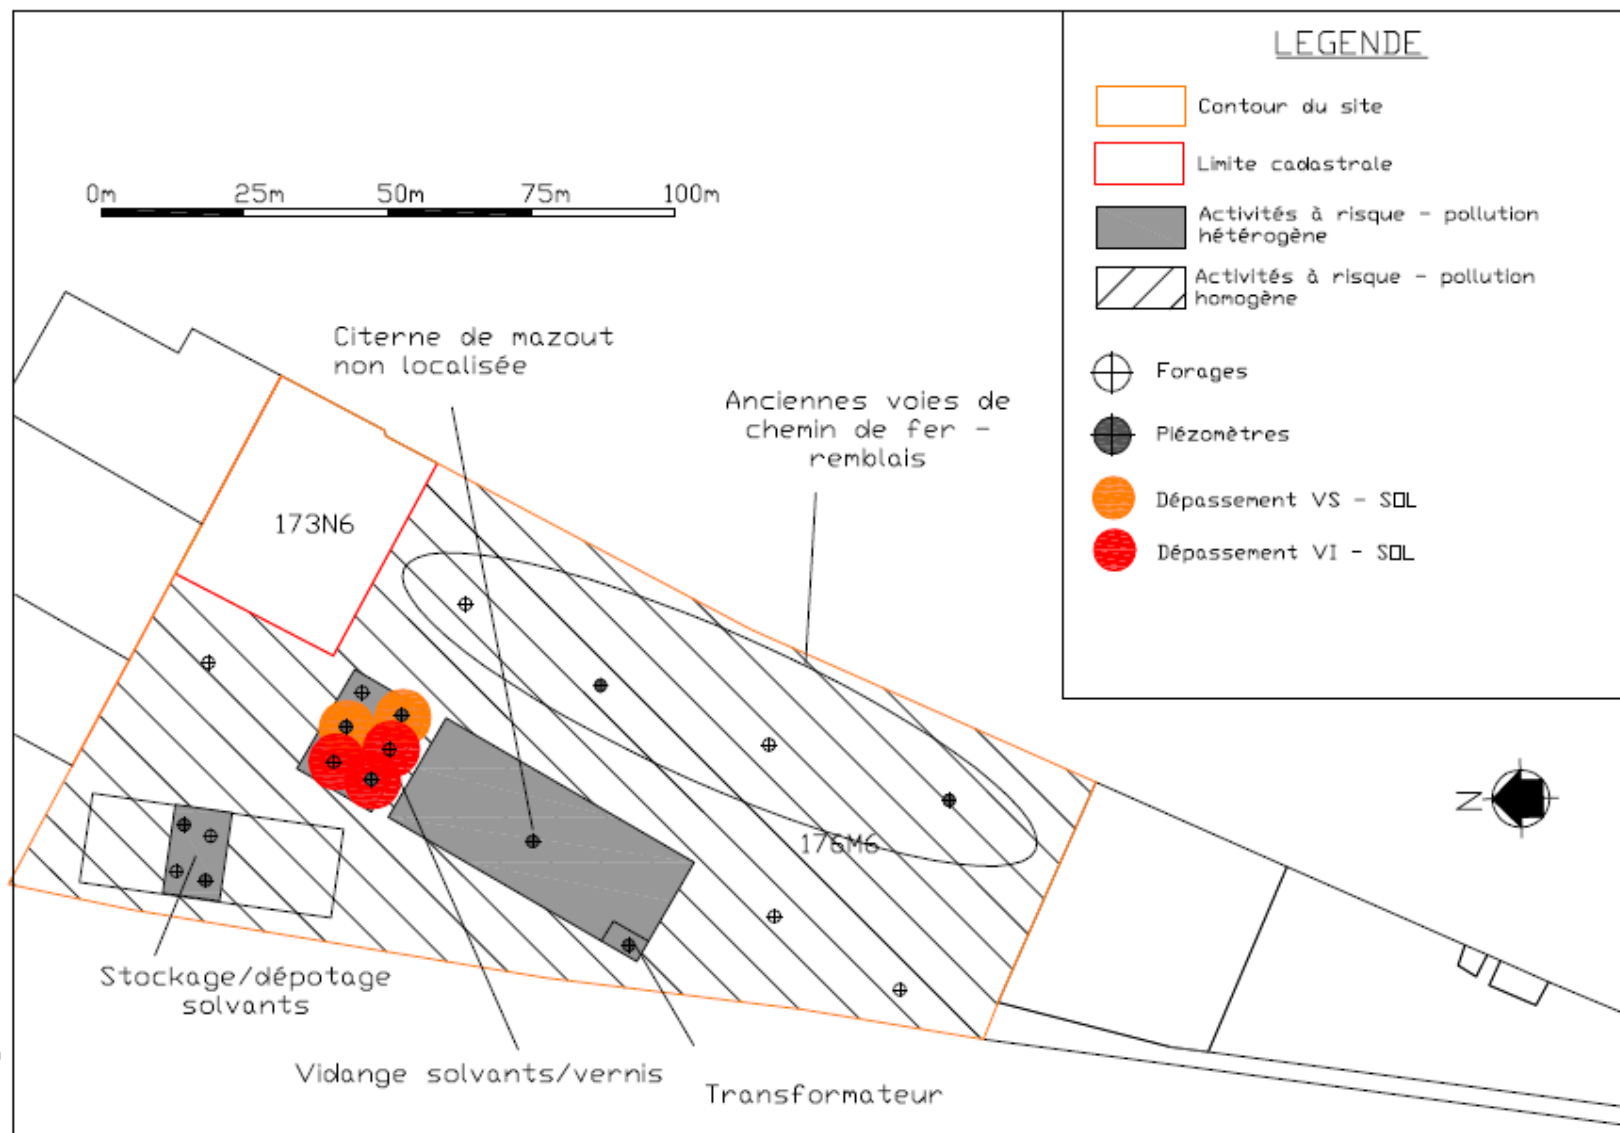 LEGENDE
Contour du site
Limite cadastrale
Activités à risque - pollution
hétérogène
Activités à risque - pollution
homogène
Forages
Piézomètres
Dépassement VS - SOL
Dépassement VI - SOL
0m 25m 50m 75m 100m
Citerne de mazout
non localisée
Anciennes voies de
chemin de fer -
remblais
173N6
176M6
N
Stockage/dépotage
solvants
Vidange solvants/vernis
Transformateur